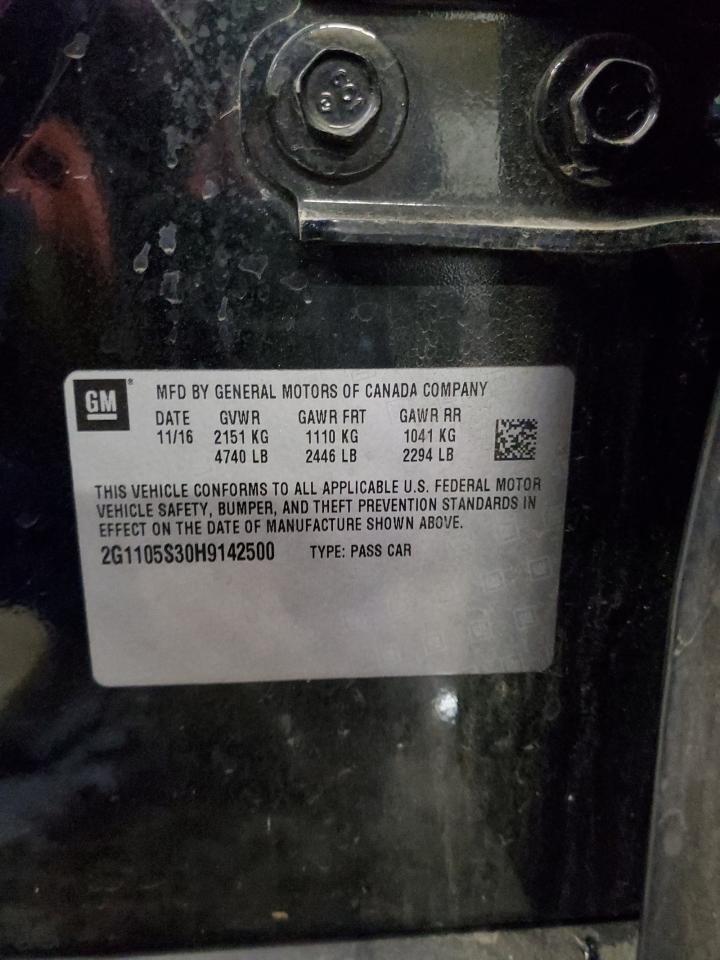 GM
MFD BY GENERAL MOTORS OF CANADA COMPANY
DATE GVWR GAWR FRT GAWR RR
11/16 2151 KG 1110 KG 1041 KG
4740 LB 2446 LB 2294 LB
THIS VEHICLE CONFORMS TO ALL APPLICABLE U.S. FEDERAL MOTOR
VEHICLE SAFETY, BUMPER, AND THEFT PREVENTION STANDARDS IN
EFFECT ON THE DATE OF MANUFACTURE SHOWN ABOVE.
2G1105S30H9142500 TYPE: PASS CAR